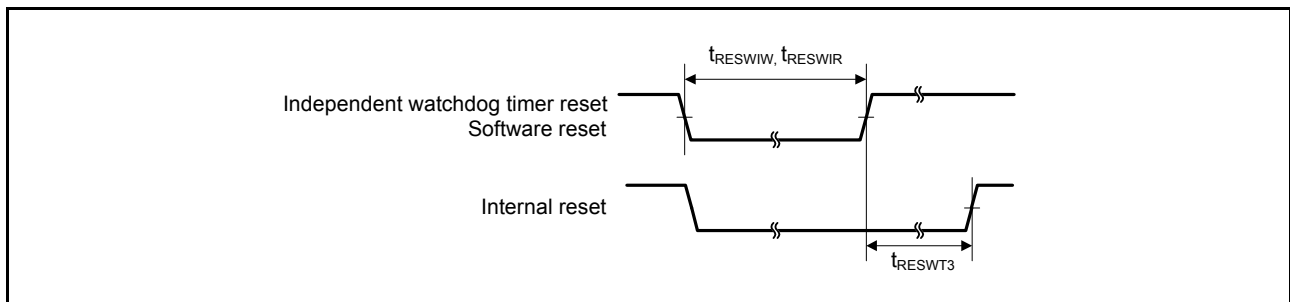 tRESWIW, tRESWIR
Independent watchdog timer reset
Software reset
Internal reset
tRESWT3